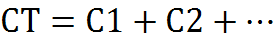 CT = C1 + C2 + ⋯